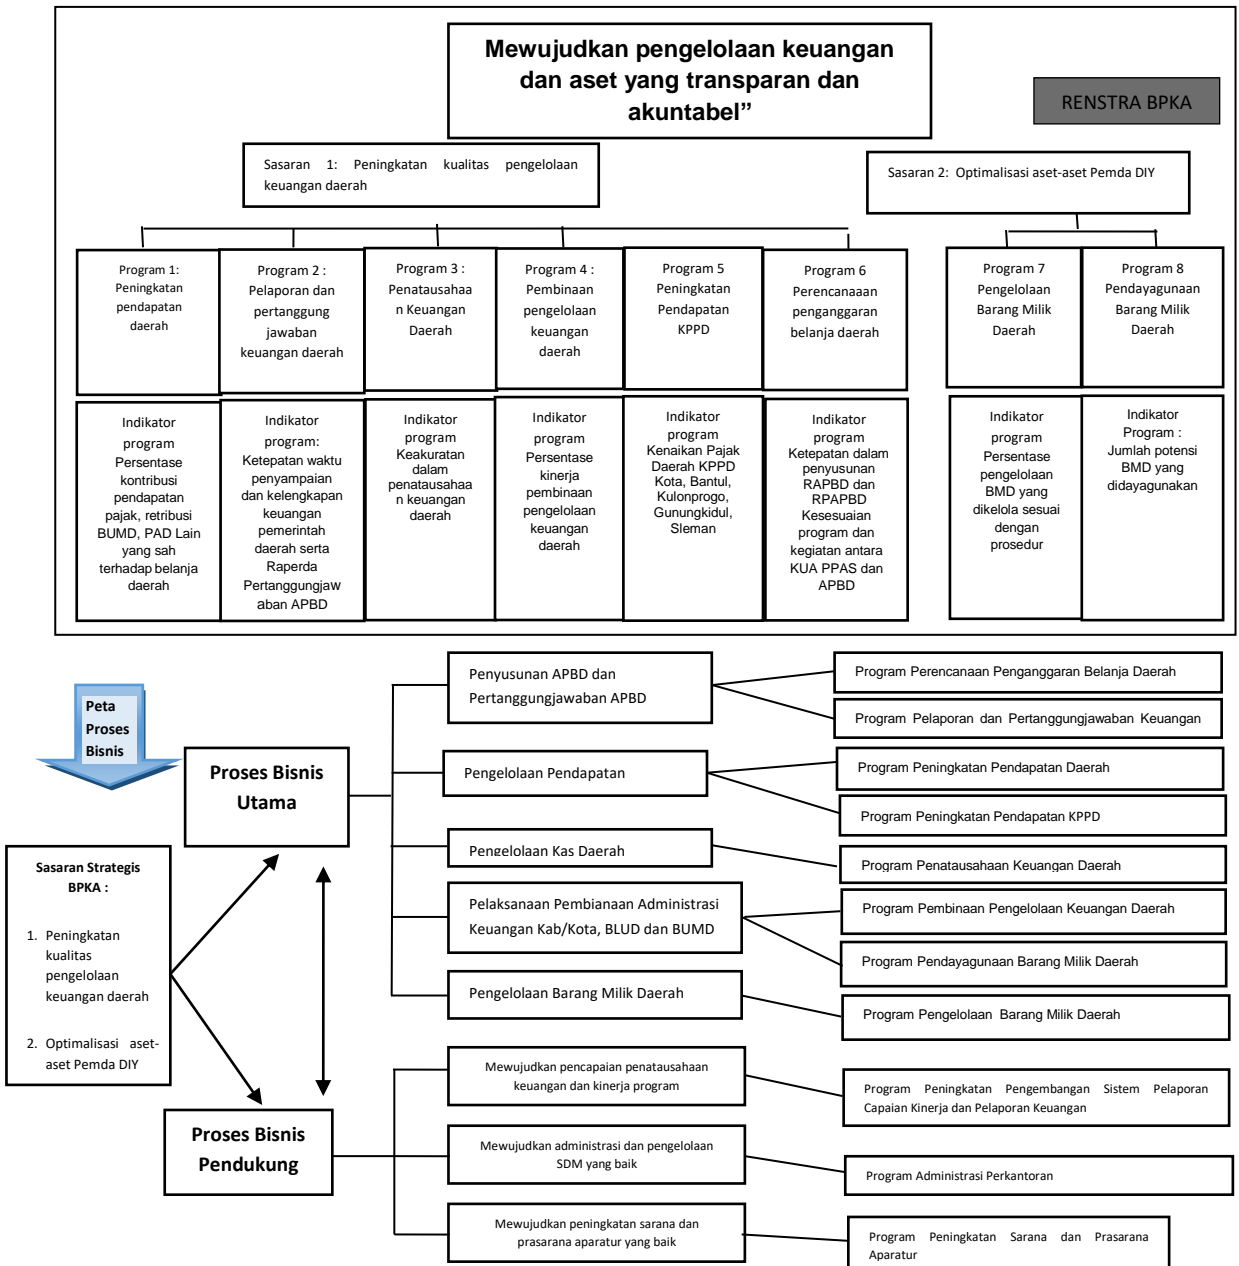 Mewujudkan pengelolaan keuangan
dan aset yang transparan dan
akuntabel”
RENSTRA BPKA
Sasaran 1: Peningkatan kualitas pengelolaan
keuangan daerah
Sasaran 2: Optimalisasi aset-aset Pemda DIY
Program 1:
Peningkatan
pendapatan
daerah
Program 2 :
Pelaporan dan
pertanggung
jawaban
keuangan daerah
Program 3 :
Penatausahaa
n Keuangan
Daerah
Program 4 :
Pembinaan
pengelolaan
keuangan
daerah
Program 5
Peningkatan
Pendapatan
KPPD
Program 6
Perencanaaan
penganggaran
belanja daerah
Program 7
Pengelolaan
Barang Milik
Daerah
Program 8
Pendayagunaan
Barang Milik
Daerah
Indikator
program
Persentase
kontribusi
pendapatan
pajak, retribusi
BUMD, PAD Lain
yang sah
terhadap belanja
daerah
Indikator
program:
Ketepatan waktu
penyampaian
dan kelengkapan
keuangan
pemerintah
daerah serta
Raperda
Pertanggungjaw
aban APBD
Indikator
program
Keakuratan
dalam
penatausahaa
n keuangan
daerah
Indikator
program
Persentase
kinerja
pembinaan
pengelolaan
keuangan
daerah
Indikator
program
Kenaikan Pajak
Daerah KPPD
Kota, Bantul,
Kulonprogo,
Gunungkidul,
Sleman
Indikator
program
Ketepatan dalam
penyusunan
RAPBD dan
RPAPBD
Kesesuaian
program dan
kegiatan antara
KUA PPAS dan
APBD
Indikator
program
Persentase
pengelolaan
BMD yang
dikelola sesuai
dengan
prosedur
Indikator
Program :
Jumlah potensi
BMD yang
didayagunakan
Peta
Proses
Bisnis
Sasaran Strategis
BPKA :
1. Peningkatan
kualitas
pengelolaan
keuangan daerah
2. Optimalisasi aset-
aset Pemda DIY
Proses Bisnis
Utama
Penyusunan APBD dan
Pertanggungjawaban APBD
Program Perencanaan Penganggaran Belanja Daerah
Program Pelaporan dan Pertanggungjawaban Keuangan
Pengelolaan Pendapatan
Program Peningkatan Pendapatan Daerah
Program Peningkatan Pendapatan KPPD
Pengelolaan Kas Daerah
Program Penatausahaan Keuangan Daerah
Pelaksanaan Pembianaan Administrasi
Keuangan Kab/Kota, BLUD dan BUMD
Program Pembinaan Pengelolaan Keuangan Daerah
Program Pendayagunaan Barang Milik Daerah
Pengelolaan Barang Milik Daerah
Program Pengelolaan Barang Milik Daerah
Proses Bisnis
Pendukung
Mewujudkan pencapaian penatausahaan
keuangan dan kinerja program
Program Peningkatan Pengembangan Sistem Pelaporan
Capaian Kinerja dan Pelaporan Keuangan
Mewujudkan administrasi dan pengelolaan
SDM yang baik
Program Administrasi Perkantoran
Mewujudkan peningkatan sarana dan
prasarana aparatur yang baik
Program Peningkatan Sarana dan Prasarana
Aparatur